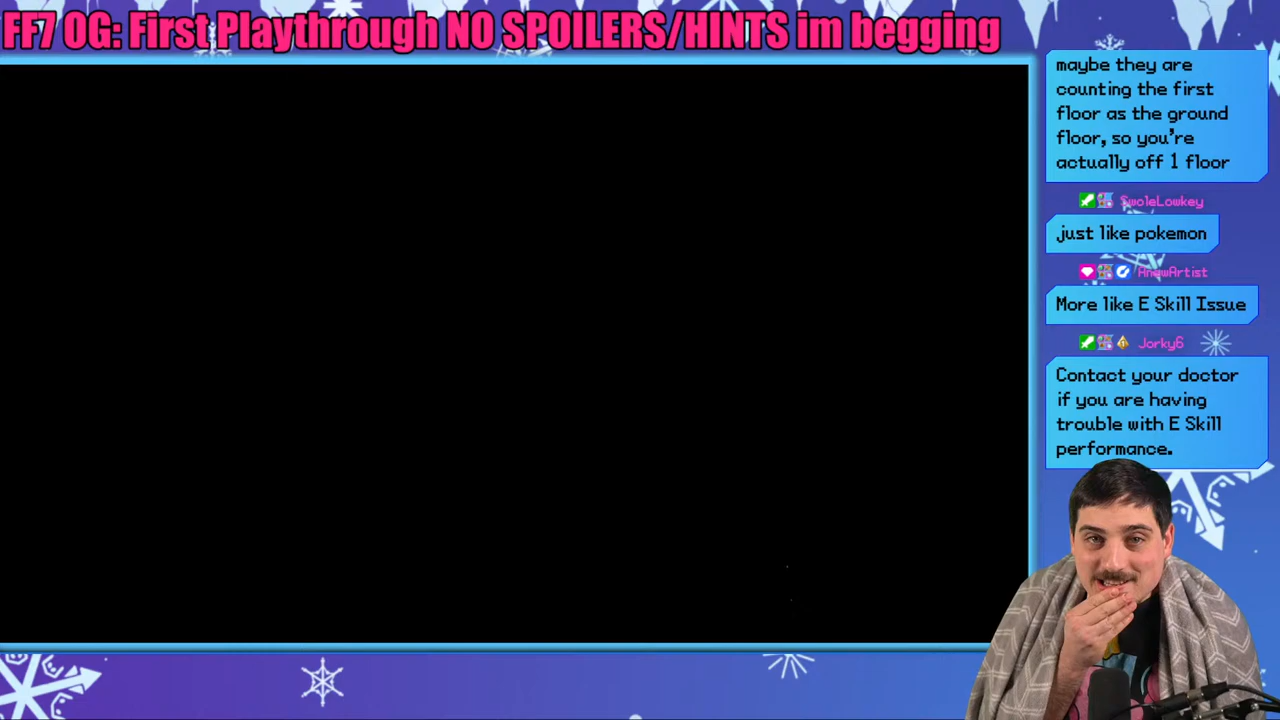 FF7 OG: First Playthrough NO SPOILERS/HINTS im begging
maybe they are
counting the first
floor as the ground
floor, so you're
actually off 1 floor
SwoleLowkey
just like pokemon
AnawArtist
More like E Skill Issue
Jorky6
Contact your doctor
if you are having
trouble with E Skill
performance.